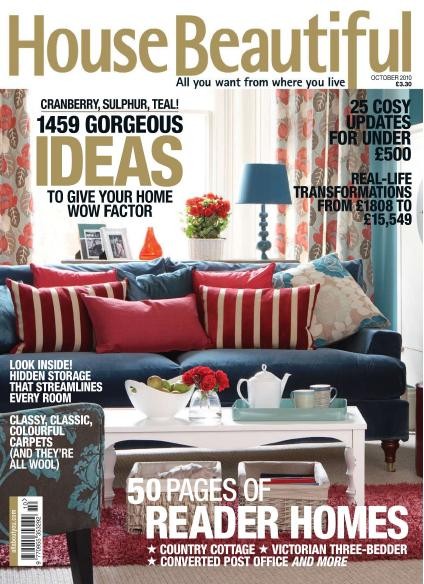 House Beautiful
All you want from where you live
OCTOBER 2010
£3.30
CRANBERRY, SULPHUR, TEAL!
1459 GORGEOUS
IDEAS
TO GIVE YOUR HOME
WOW FACTOR
25 COSY
UPDATES
FOR UNDER
£500
REAL-LIFE
TRANSFORMATIONS
FROM £1808 TO
£15,549
LOOK INSIDE!
HIDDEN STORAGE
THAT STREAMLINES
EVERY ROOM
CLASSY, CLASSIC,
COLOURFUL
CARPETS
(AND THEY'RE
ALL WOOL)
50 PAGES OF
READER HOMES
★ COUNTRY COTTAGE ★ VICTORIAN THREE-BEDDER
★ CONVERTED POST OFFICE AND MORE
10